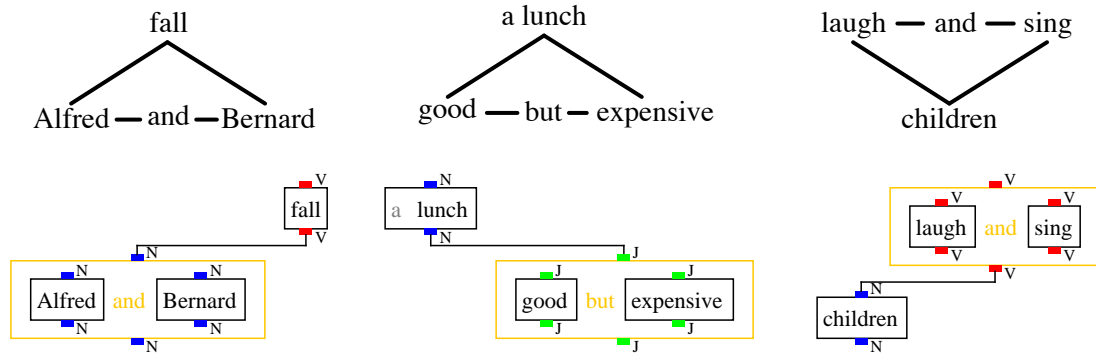 fall
Alfred and Bernard
a lunch
good but expensive
laugh and sing
children
V
fall
V
N
N N
Alfred and Bernard
N N
N
N
a lunch
N
J
J J
good but expensive
J J
J
V
V V
laugh and sing
V V
V
N
children
N